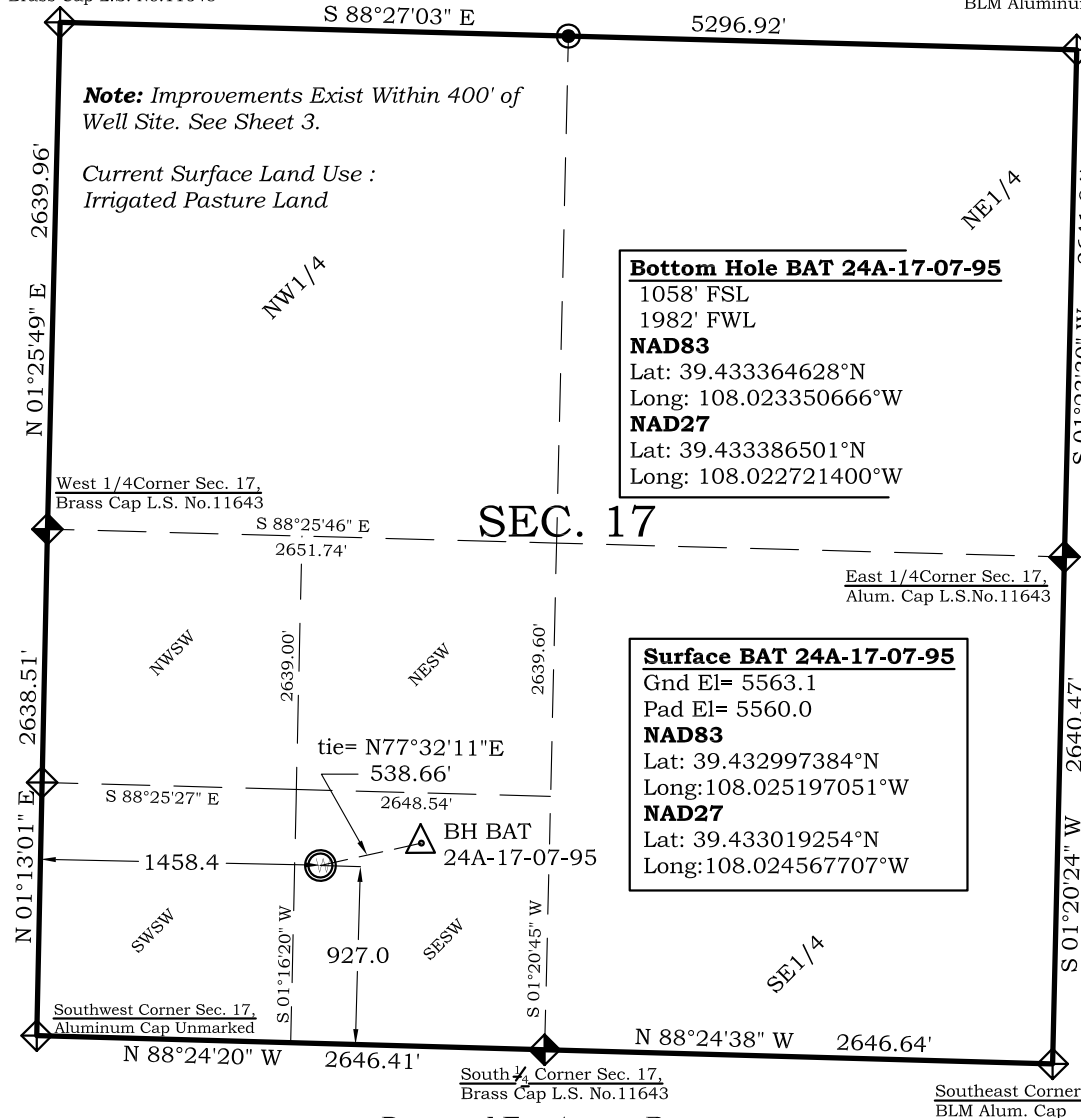 S 88°27'03" E
5296.92'
Note: Improvements Exist Within 400' of
Well Site. See Sheet 3.
Current Surface Land Use :
Irrigated Pasture Land
2639.96'
N 01°25'49" E
NW1/4
NE1/4
Bottom Hole BAT 24A-17-07-95
1058' FSL
1982' FWL
NAD83
Lat: 39.433364628°N
Long: 108.023350666°W
NAD27
Lat: 39.433386501°N
Long: 108.022721400°W
West 1/4Corner Sec. 17,
Brass Cap L.S. No.11643
S 88°25'46" E
2651.74'
SEC. 17
East 1/4Corner Sec. 17,
Alum. Cap L.S.No.11643
NWSW
2639.00'
NESW
2639.60'
2638.51'
N 01°13'01" E
Surface BAT 24A-17-07-95
Gnd El= 5563.1
Pad El= 5560.0
NAD83
Lat: 39.432997384°N
Long:108.025197051°W
NAD27
Lat: 39.433019254°N
Long:108.024567707°W
2640.47'
S 01°20'24" W
tie= N77°32'11"E
538.66'
S 88°25'27" E
2648.54'
BH BAT
24A-17-07-95
1458.4
927.0
SWSW
S 01°16'20" W
SESW
S 01°20'45" W
SE1/4
Southwest Corner Sec. 17,
Aluminum Cap Unmarked
N 88°24'20" W
2646.41'
N 88°24'38" W
2646.64'
South 1/4 Corner Sec. 17,
Brass Cap L.S. No.11643
Southeast Corner
BLM Alum. Cap